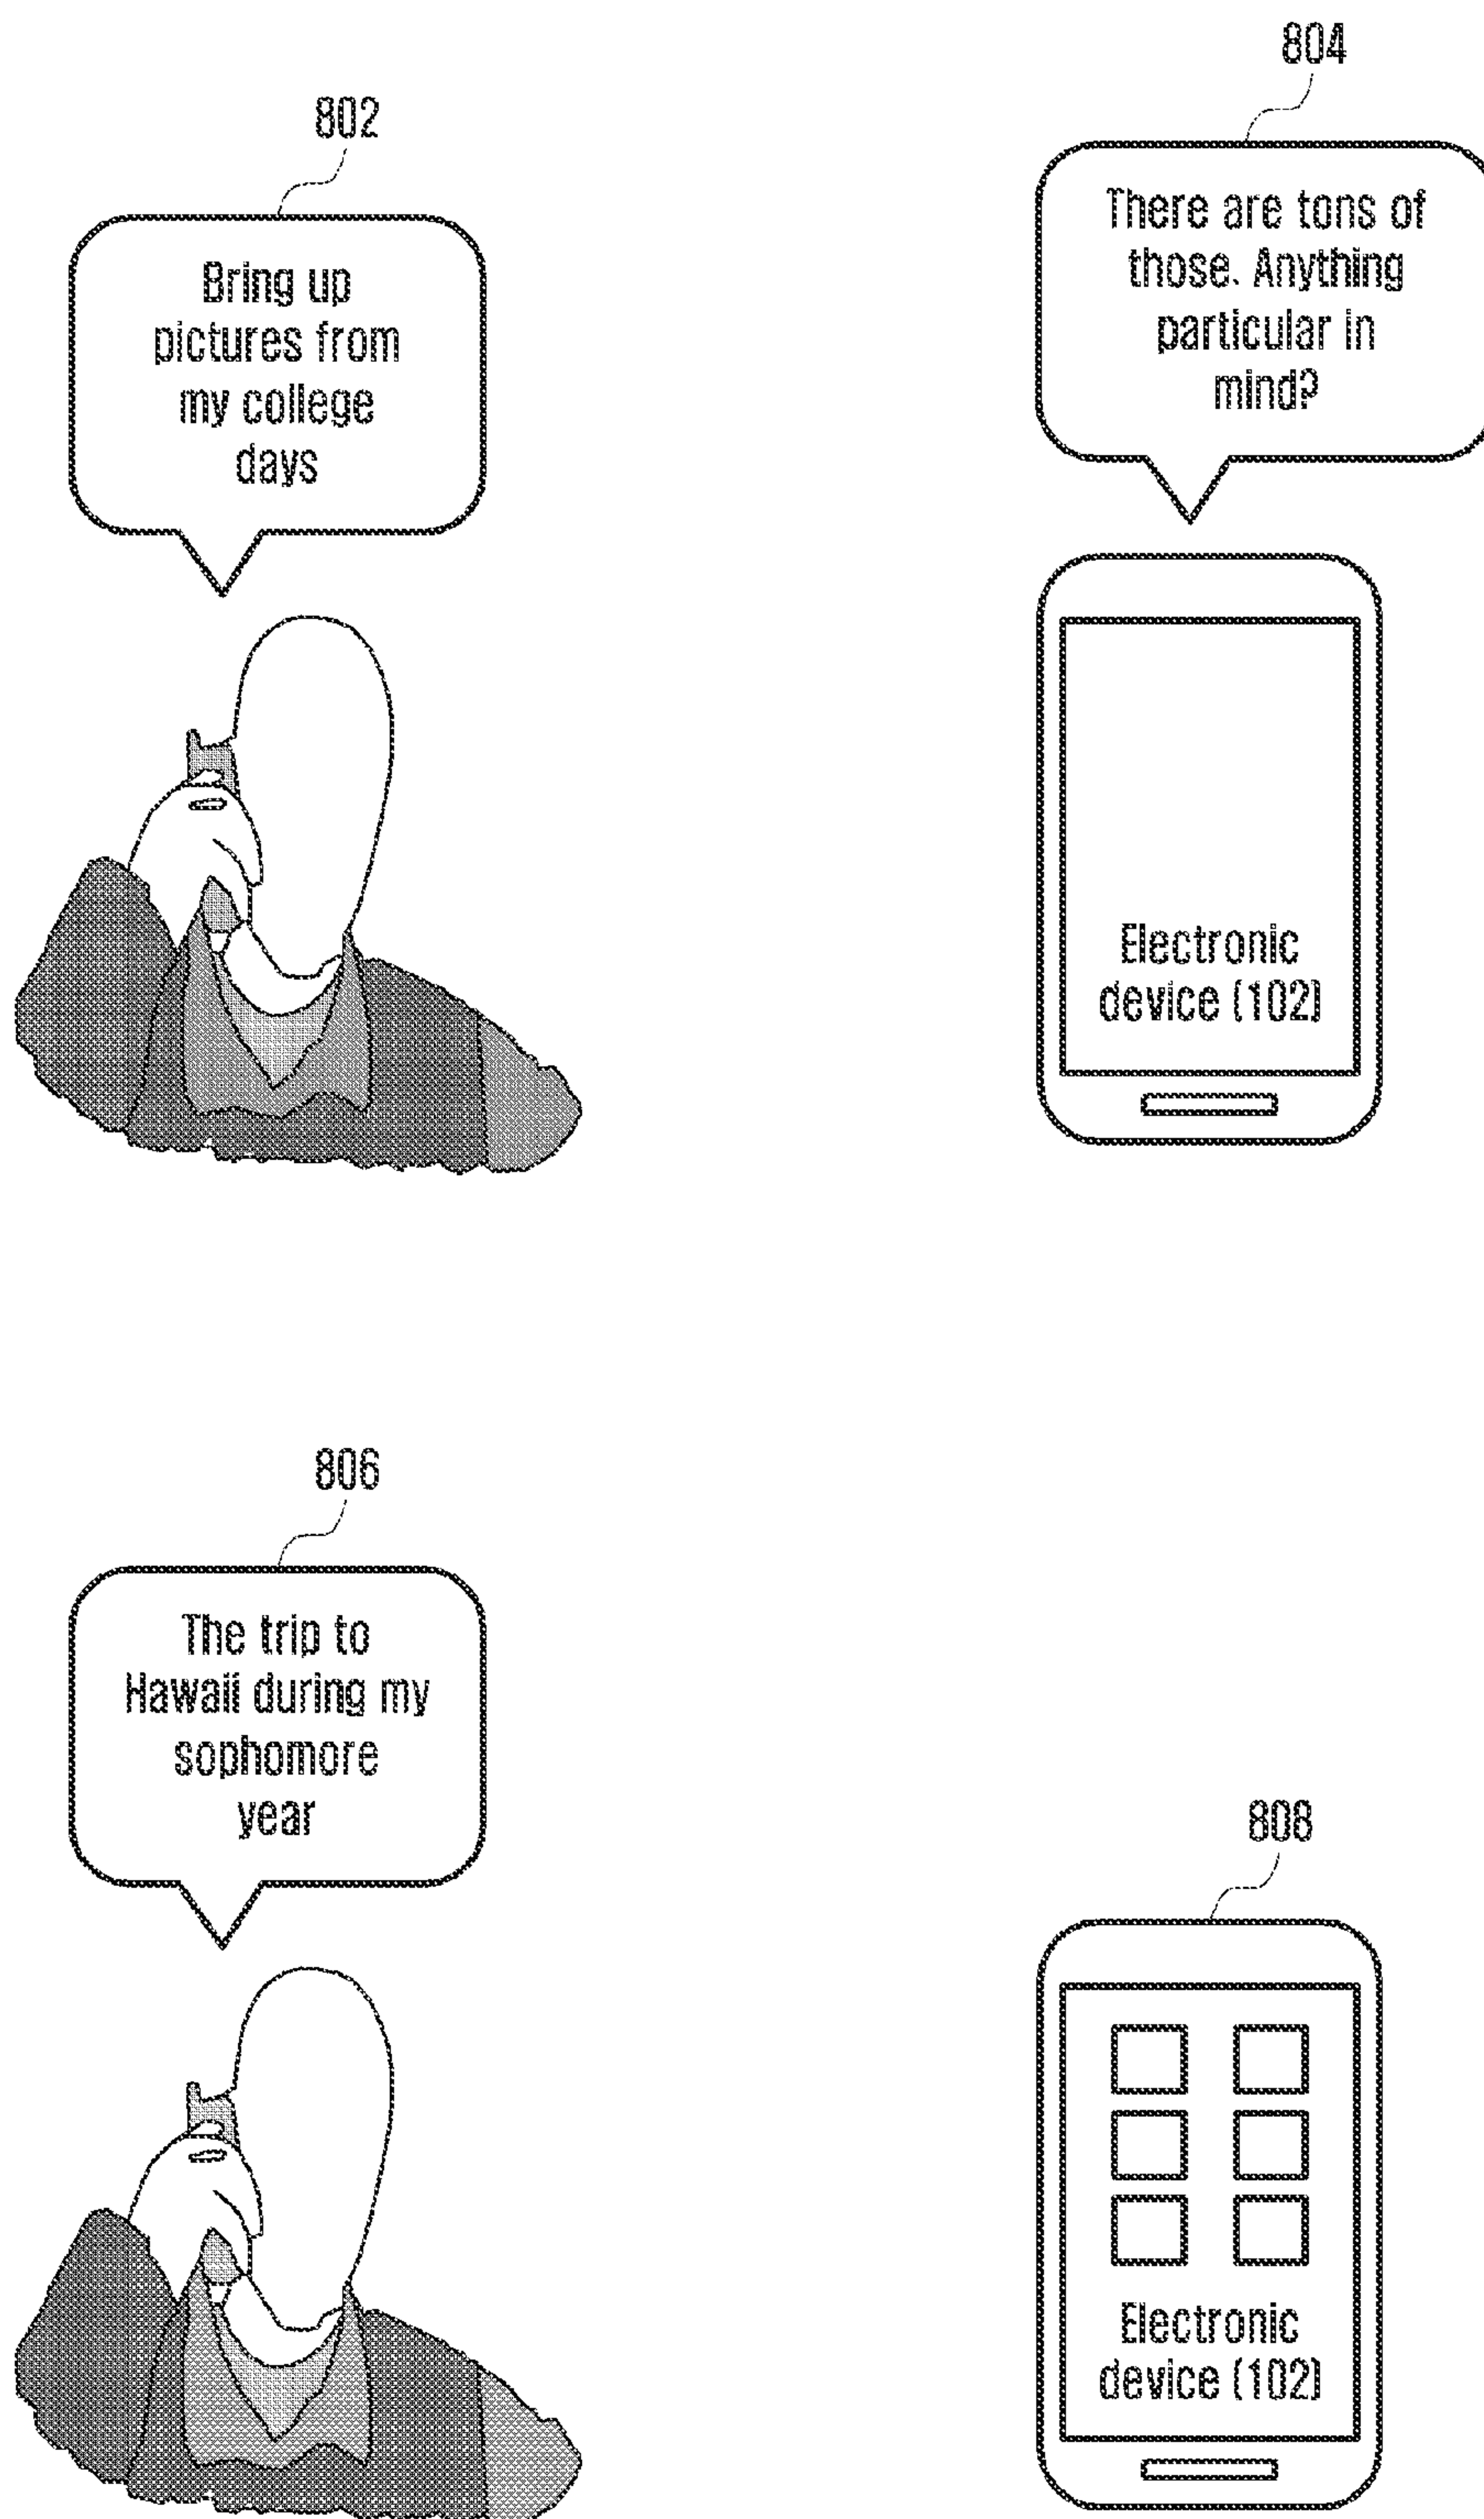 802
Bring up
pictures from
my college
days
804
There are tons of
those. Anything
particular in
mind?
Electronic
device (102)
806
The trip to
Hawaii during my
sophomore
year
808
Electronic
device (102)